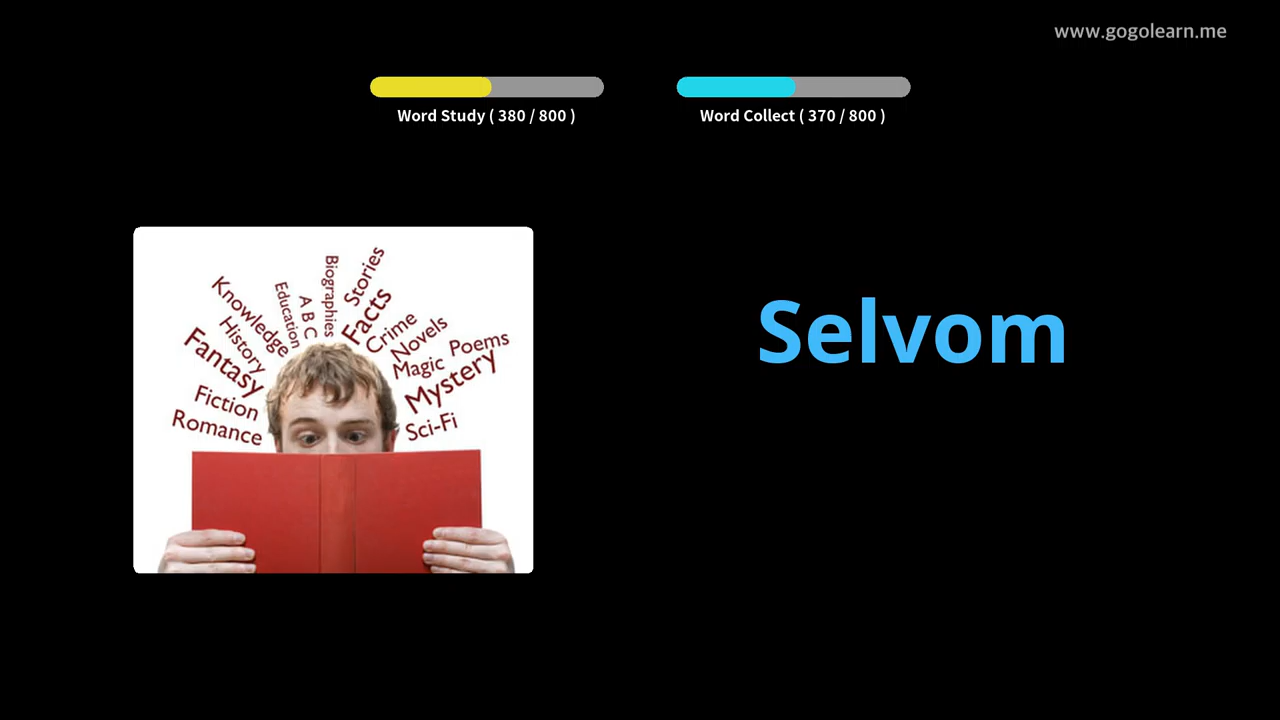 www.gogolearn.me
Word Study ( 380 / 800 )
Word Collect ( 370 / 800 )
Selvom
Stories
Biographies
Facts
A B C
Education
Knowledge
Crime
Novels
History
Poems
Fantasy
Magic
Mystery
Fiction
Romance
Sci-Fi